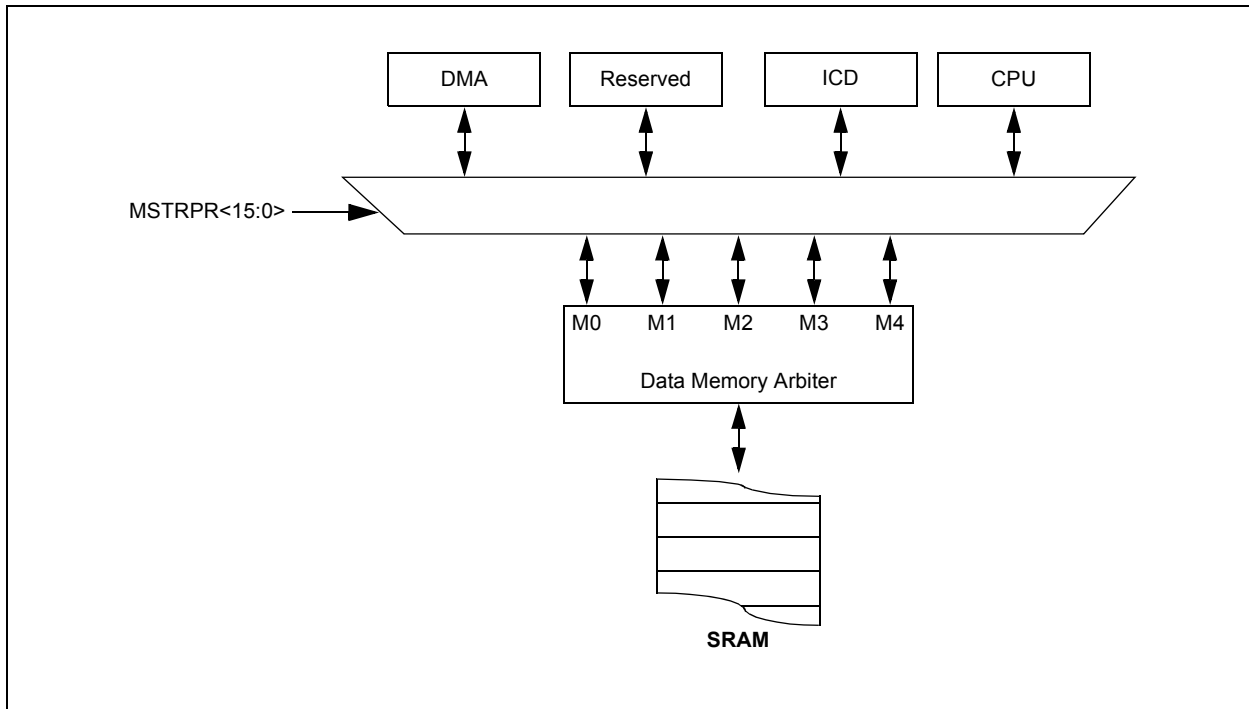 DMA
Reserved
ICD
CPU
MSTRPR<15:0>
M0 M1 M2 M3 M4
Data Memory Arbiter
SRAM